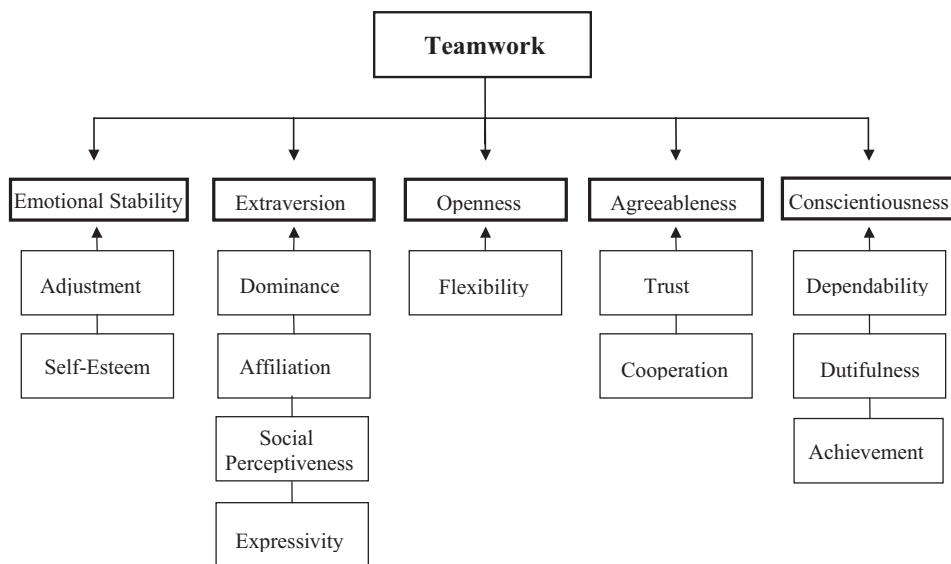 Teamwork
Emotional Stability
Extraversion
Openness
Agreeableness
Conscientiousness
Adjustment
Dominance
Flexibility
Trust
Dependability
Self-Esteem
Affiliation
Cooperation
Dutifulness
Social
Perceptiveness
Achievement
Expressivity